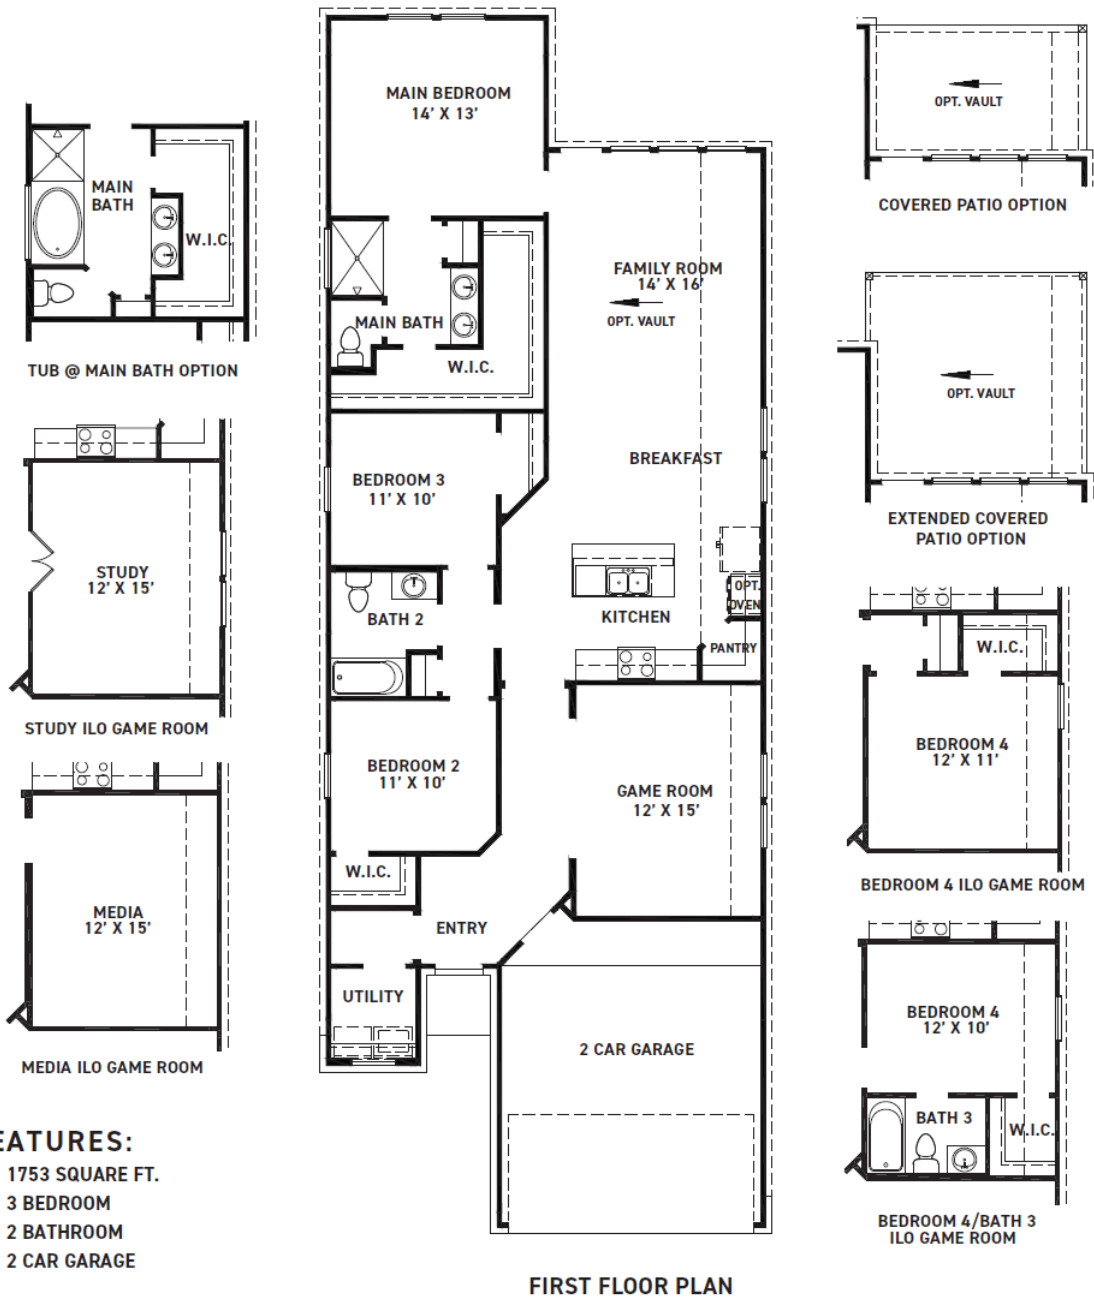 MAIN BEDROOM
14' X 13'
FAMILY ROOM
14' X 16'
OPT. VAULT
MAIN BATH
W.I.C.
BREAKFAST
BEDROOM 3
11' X 10'
BATH 2
KITCHEN
OPT.
OVEN
PANTRY
BEDROOM 2
11' X 10'
GAME ROOM
12' X 15'
W.I.C.
ENTRY
UTILITY
2 CAR GARAGE
FIRST FLOOR PLAN
MAIN
BATH
W.I.C.
TUB @ MAIN BATH OPTION
STUDY
12' X 15'
STUDY ILO GAME ROOM
MEDIA
12' X 15'
MEDIA ILO GAME ROOM
EATURES:
1753 SQUARE FT.
3 BEDROOM
2 BATHROOM
2 CAR GARAGE
OPT. VAULT
COVERED PATIO OPTION
OPT. VAULT
EXTENDED COVERED
PATIO OPTION
W.I.C.
BEDROOM 4
12' X 11'
BEDROOM 4 ILO GAME ROOM
BEDROOM 4
12' X 10'
BATH 3
W.I.C.
BEDROOM 4/BATH 3
ILO GAME ROOM